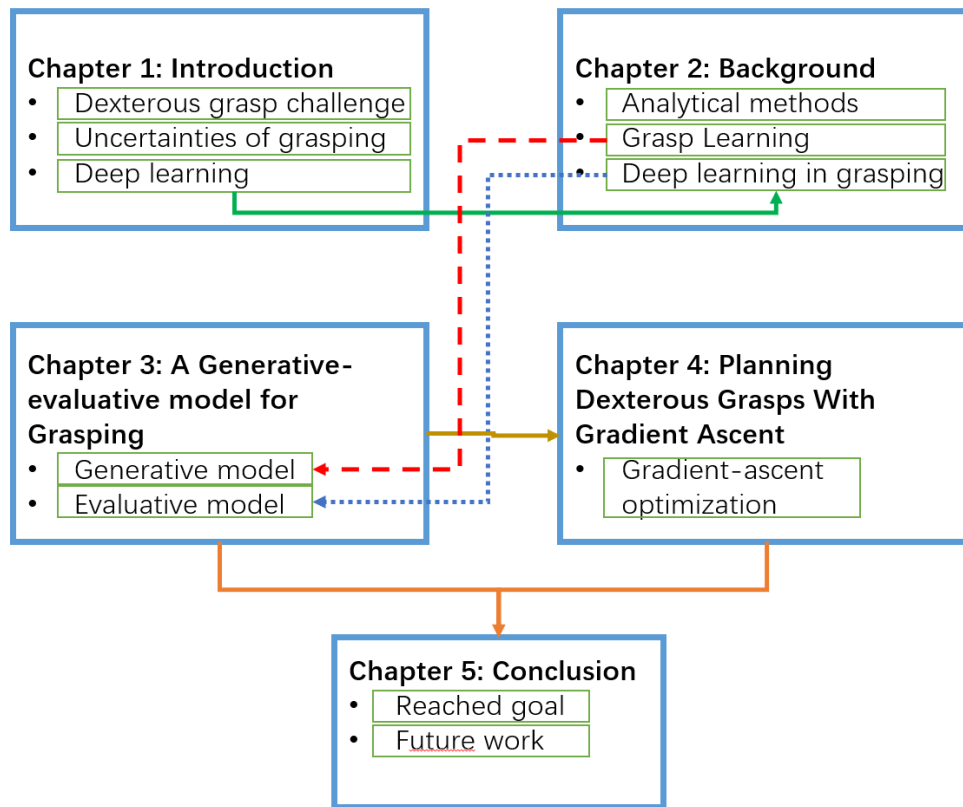 Chapter 1: Introduction
• Dexterous grasp challenge
• Uncertainties of grasping
• Deep learning
Chapter 2: Background
• Analytical methods
• Grasp Learning
• Deep learning in grasping
Chapter 3: A Generative-
evaluative model for
Grasping
• Generative model
• Evaluative model
Chapter 4: Planning
Dexterous Grasps With
Gradient Ascent
• Gradient-ascent
optimization
Chapter 5: Conclusion
• Reached goal
• Future work